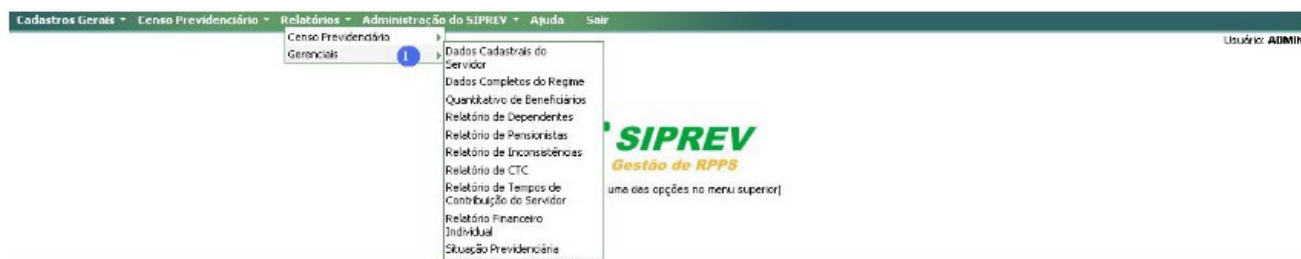 Cadastros Gerais Censo Previdenciário Relatórios Administração do SIPREV Ajuda Sair
Usuário: ADMIN
Censo Previdenciário
Gerenciais 1
Dados Cadastrais do
Servidor
Dados Completos do Regime
Quantitativo de Beneficiários
Relatório de Dependentes
Relatório de Pensionistas
Relatório de Inconsistências
Relatório de CTC
Relatório de Tempos de
Contribuição do Servidor
Relatório Financeiro
Individual
Situação Previdenciária
SIPREV
Gestão de RPPS
uma das opções no menu superior]